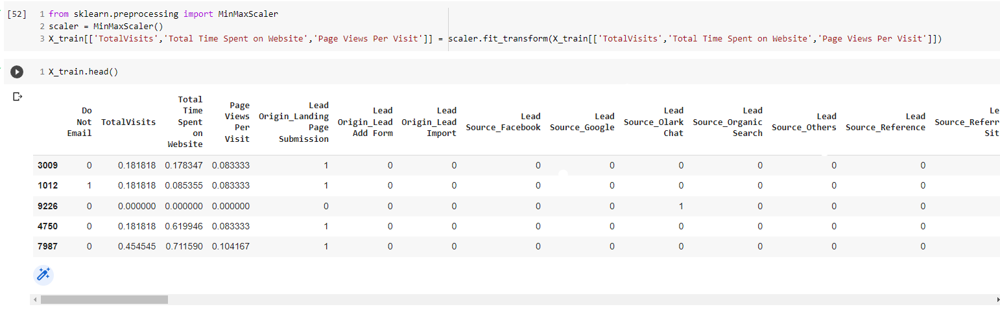 [52] 1 from sklearn.preprocessing import MinMaxScaler
2 scaler = MinMaxScaler()
3 X_train[['TotalVisits','Total Time Spent on Website','Page Views Per Visit']] = scaler.fit_transform(X_train[['TotalVisits','Total Time Spent on Website','Page Views Per Visit']])
1 X_train.head()
Do Not Email TotalVisits Total Time Spent on Website Page Views Per Visit Lead Origin_Landing Page Submission Lead Origin_Lead Add Form Lead Origin_Lead Import Lead Source_Facebook Lead Source_Google Lead Source_Olark Chat Lead Source_Organic Search Lead Source_Others Lead Source_Reference Le Source_Referr Sit
3009 0 0.181818 0.178347 0.083333 1 0 0 0 0 0 0 0 0
1012 1 0.181818 0.085355 0.083333 1 0 0 0 0 0 0 0 0
9226 0 0.000000 0.000000 0.000000 0 0 0 0 0 1 0 0 0
4750 0 0.181818 0.619946 0.083333 1 0 0 0 0 0 0 0 0
7987 0 0.454545 0.711590 0.104167 1 0 0 0 0 0 0 0 0